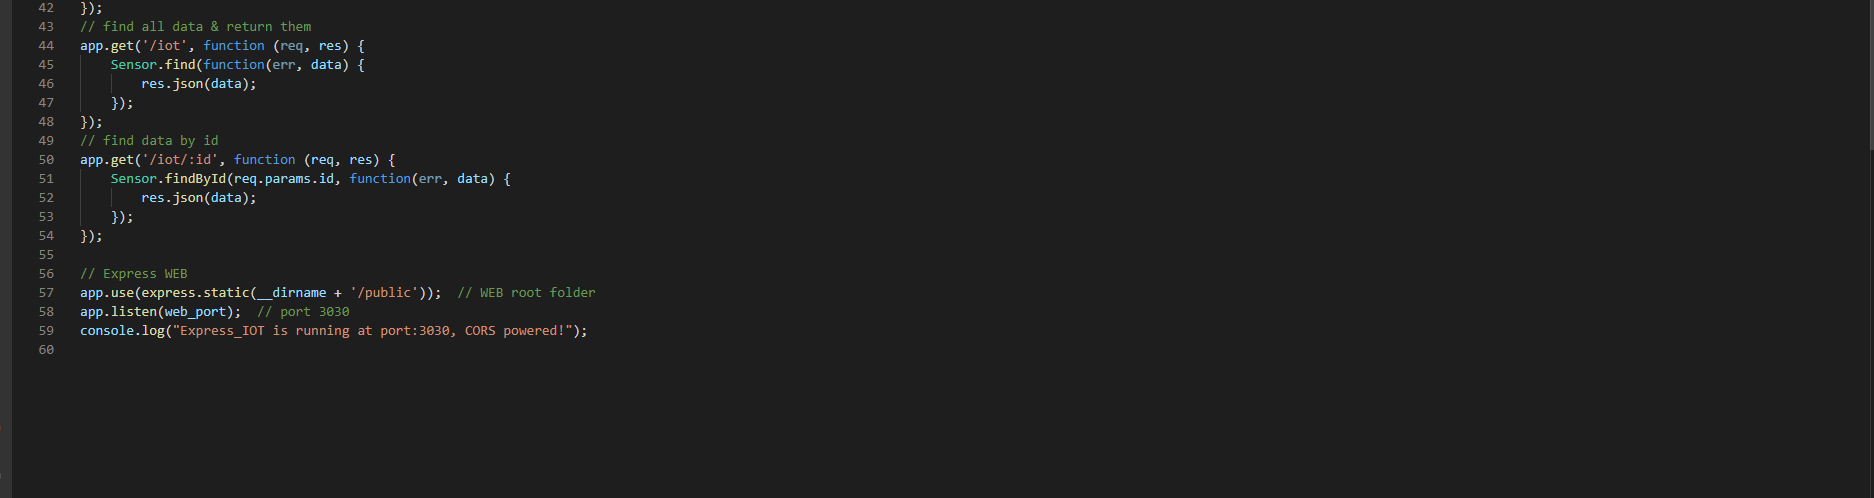 42 });
43 // find all data & return them
44 app.get('/iot', function (req, res) {
45     Sensor.find(function(err, data) {
46         res.json(data);
47     });
48 });
49 // find data by id
50 app.get('/iot/:id', function (req, res) {
51     Sensor.findById(req.params.id, function(err, data) {
52         res.json(data);
53     });
54 });
55
56 // Express WEB
57 app.use(express.static(__dirname + '/public'));  // WEB root folder
58 app.listen(web_port);  // port 3030
59 console.log("Express_IOT is running at port:3030, CORS powered!");
60